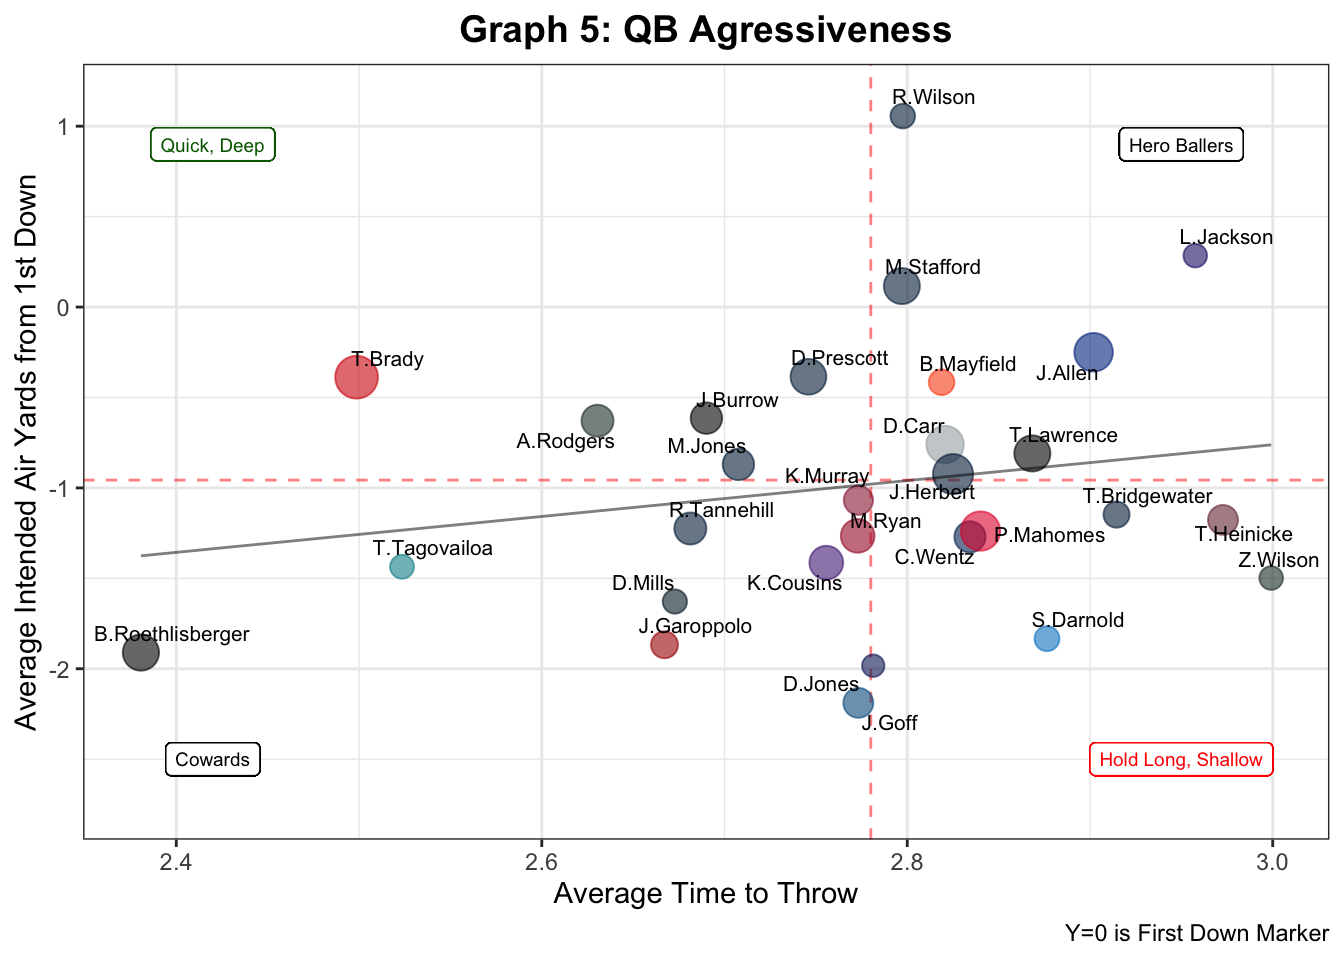 Graph 5: QB Agressiveness
R.Wilson
Quick, Deep
Hero Ballers
L.Jackson
M.Stafford
T.Brady
D.Prescott
B.Mayfield
J.Allen
J.Burrow
A.Rodgers
M.Jones
D.Carr
T.Lawrence
K.Murray
J.Herbert
T.Bridgewater
R.Tannehill
M.Ryan
P.Mahomes
T.Heinicke
T.Tagovailoa
C.Wentz
Z.Wilson
D.Mills
K.Cousins
J.Garoppolo
S.Darnold
B.Roethlisberger
D.Jones
J.Goff
Cowards
Hold Long, Shallow
1
0
-1
-2
Average Intended Air Yards from 1st Down
2.4
2.6
2.8
3.0
Average Time to Throw
Y=0 is First Down Marker